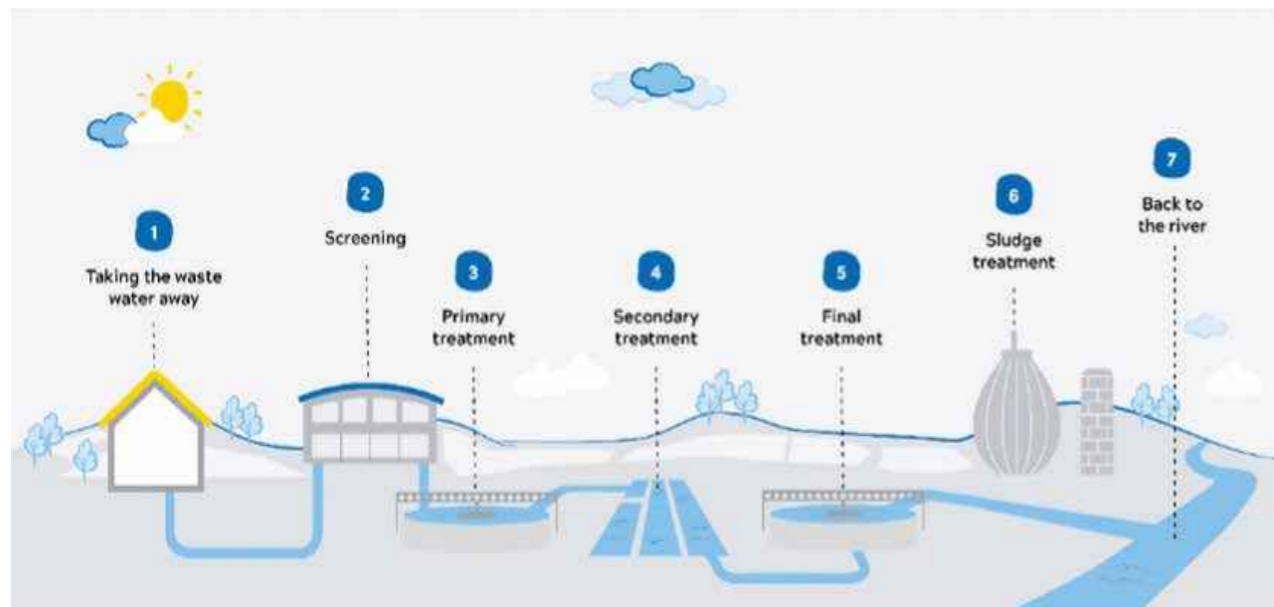 1
Taking the waste
water away
2
Screening
3
Primary
treatment
4
Secondary
treatment
5
Final
treatment
6
Sludge
treatment
7
Back to
the river